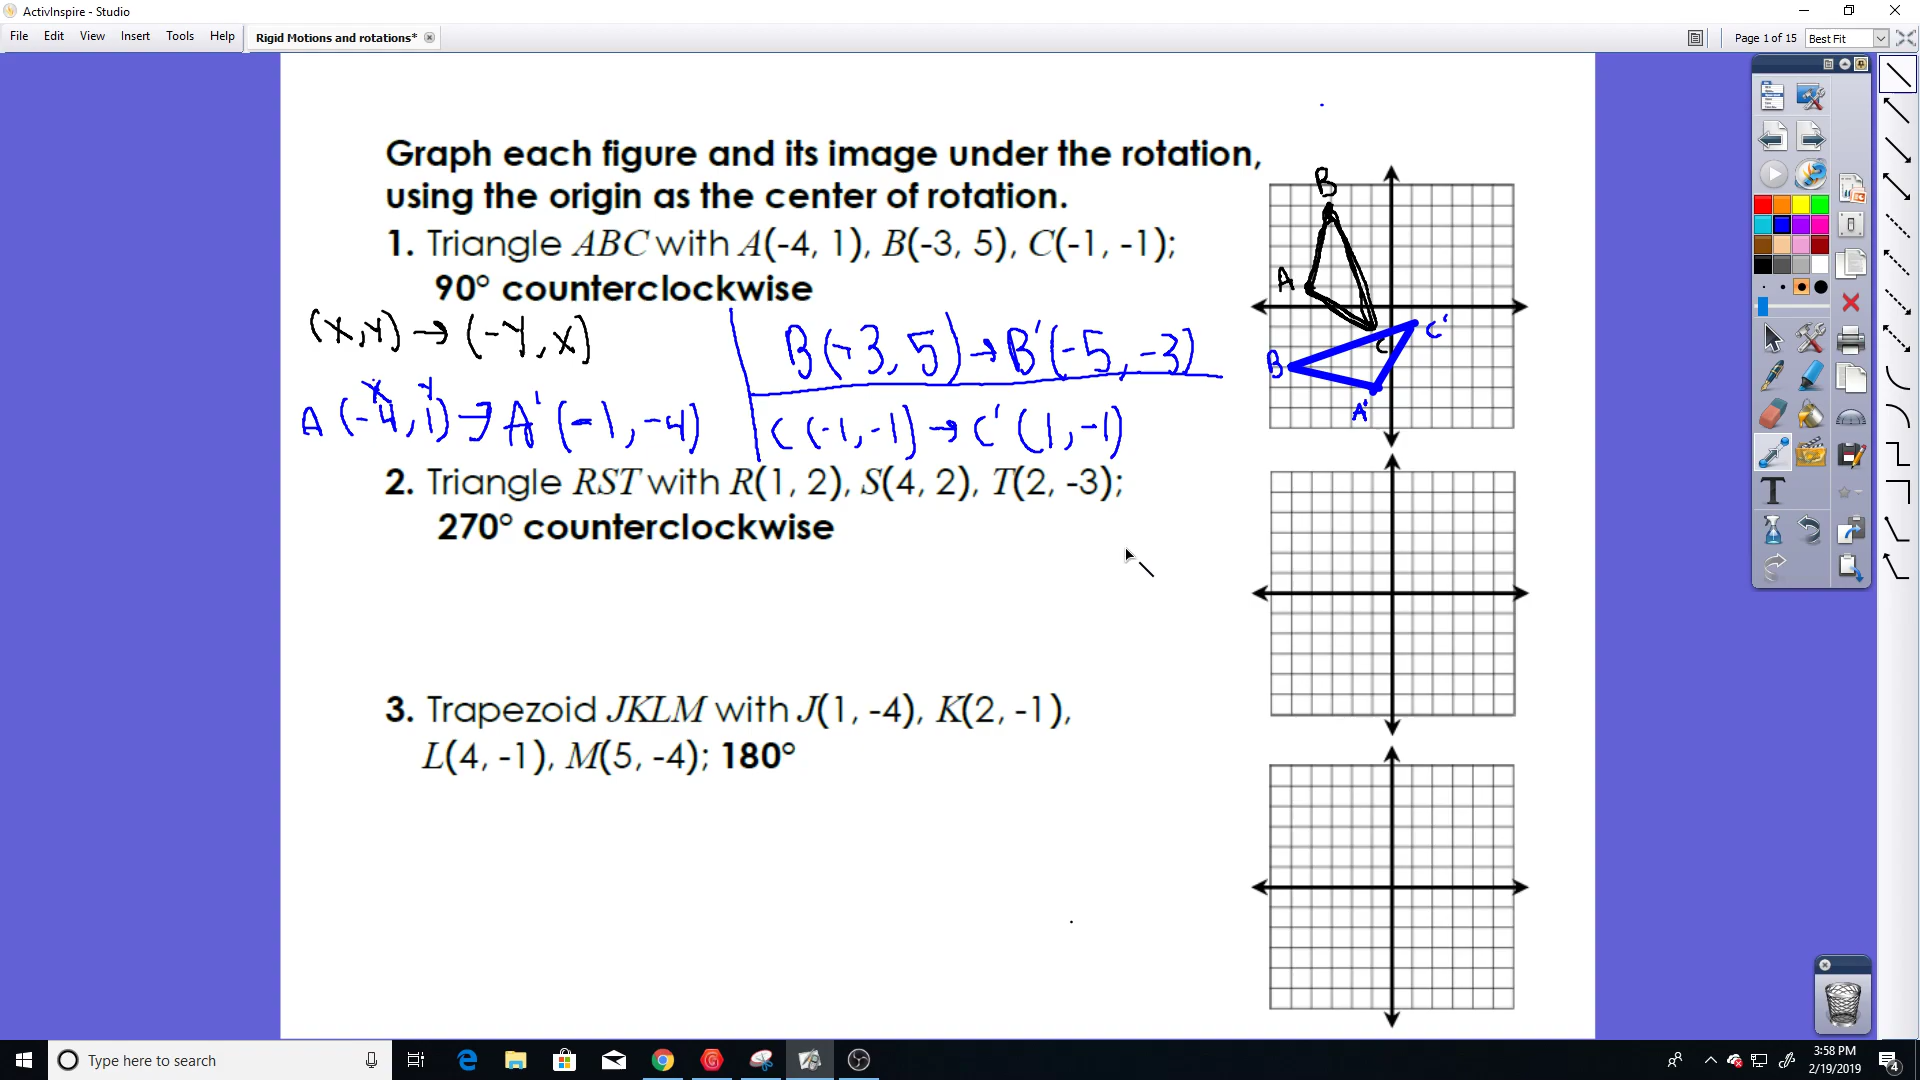 ActivInspire - Studio
File Edit View Insert Tools Help
Rigid Motions and rotations*
Page 1 of 15
Best Fit
Graph each figure and its image under the rotation,
using the origin as the center of rotation.
1. Triangle ABC with A(-4, 1), B(-3, 5), C(-1, -1);
90° counterclockwise
(x,y) → (-y, x)
B(-3, 5) → B'(-5, -3)
x y
A (-4, 1) → A' (-1, -4)
C (-1, -1) → C' (1, -1)
B
A
C
B
A'
C'
2. Triangle RST with R(1, 2), S(4, 2), T(2, -3);
270° counterclockwise
3. Trapezoid JKLM with J(1, -4), K(2, -1),
L(4, -1), M(5, -4); 180°
T
Type here to search
3:58 PM
2/19/2019
4